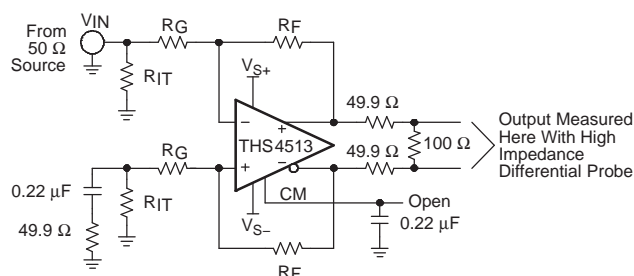 From
50 Ω
Source
VIN
RG
RF
RIT
VS+
49.9 Ω
− +
THS4513
+ −
100 Ω
Output Measured
Here With High
Impedance
Differential Probe
RG
49.9 Ω
0.22 µF
RIT
CM
Open
VS−
0.22 µF
49.9 Ω
RF